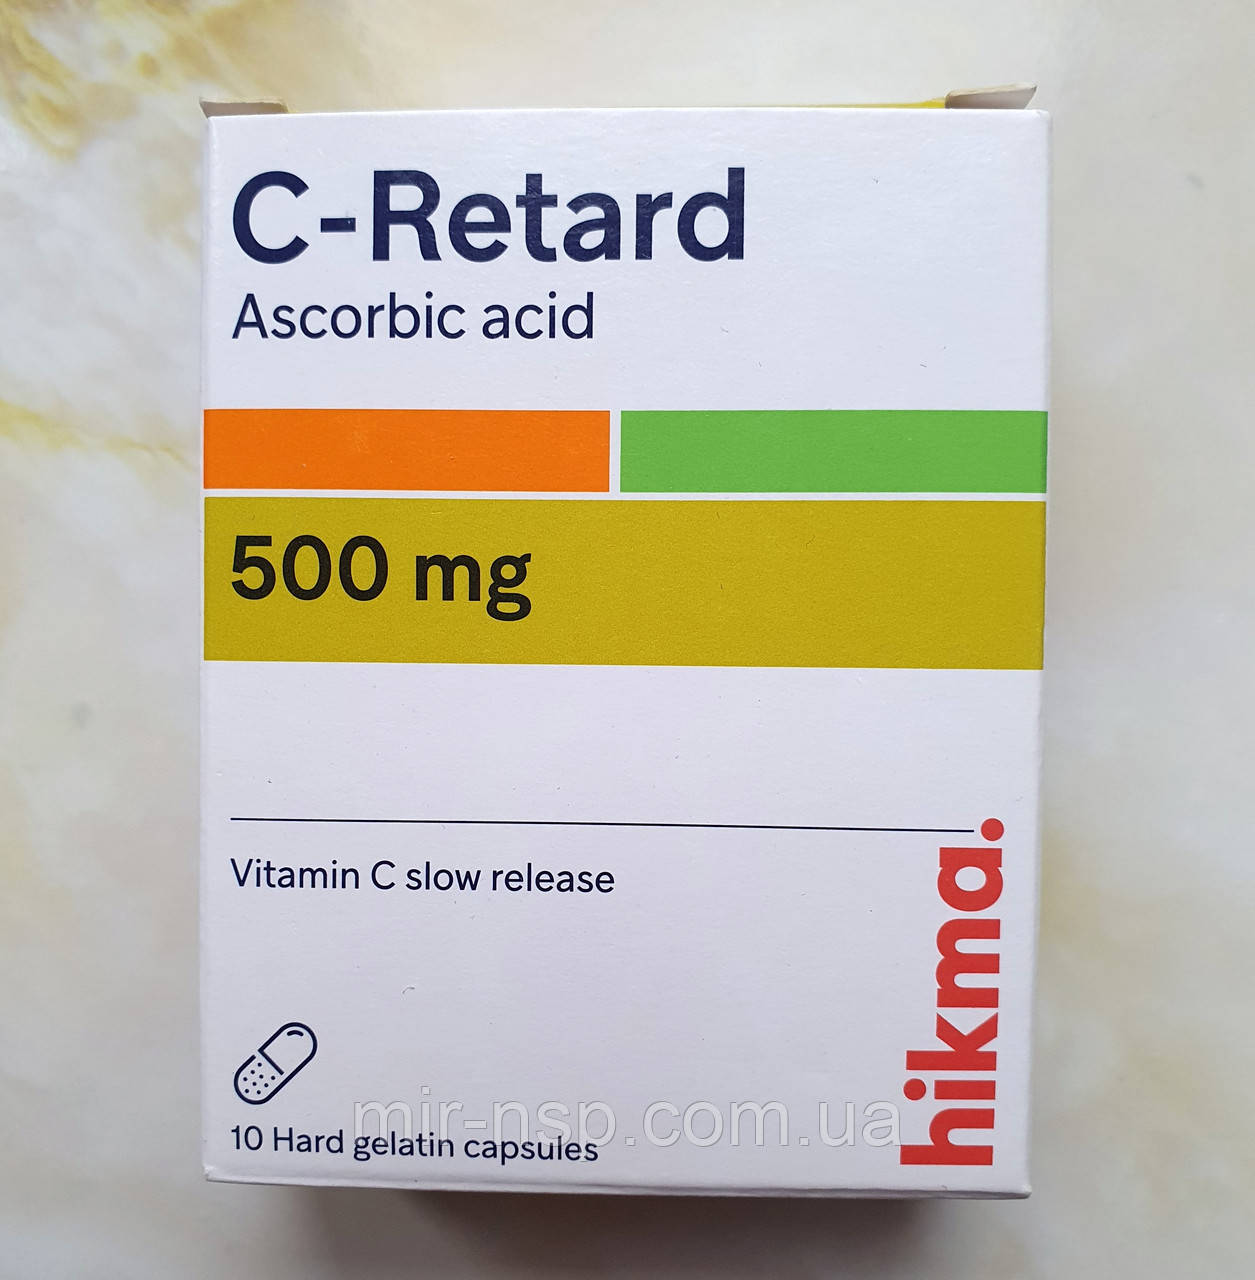 C-Retard
Ascorbic acid
500 mg
Vitamin C slow release
hikma.
mir-nsp.com.ua
10 Hard gelatin capsules